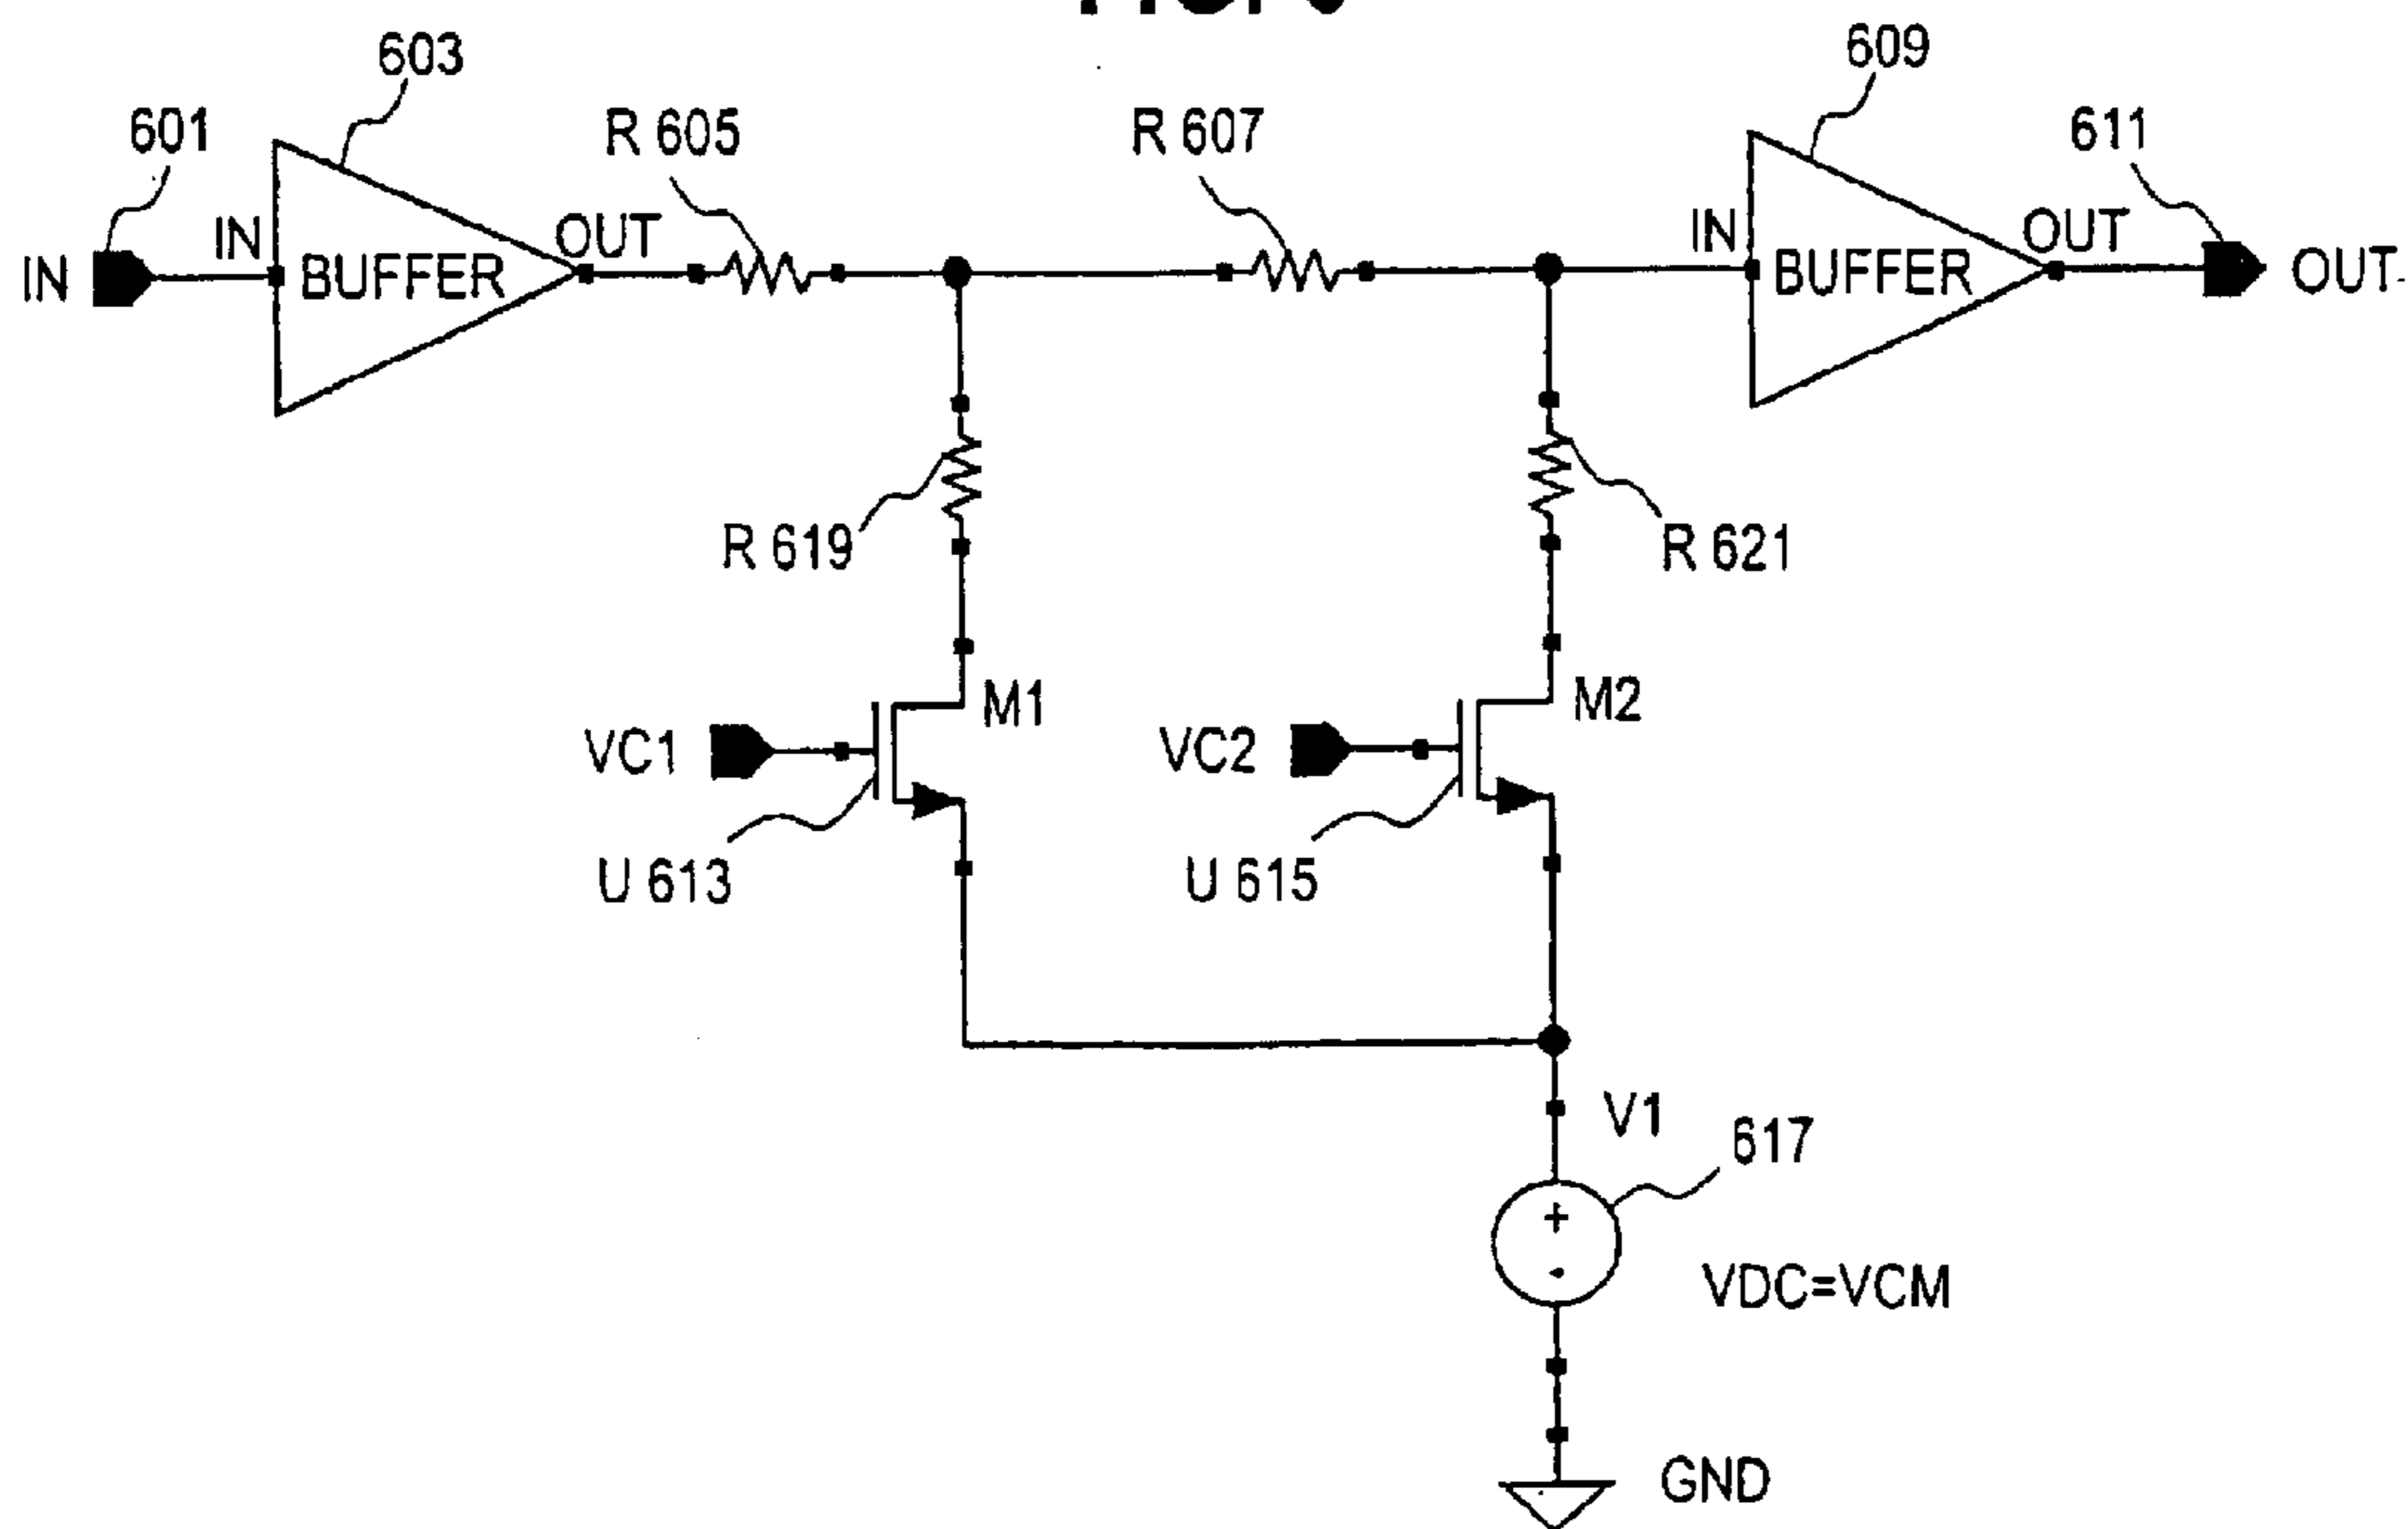 603
609
601
R 605
R 607
611
IN
IN
BUFFER
OUT
IN
BUFFER
OUT
OUT
R 619
R 621
M1
M2
VC1
VC2
U 613
U 615
V1
617
+
-
VDC=VCM
GND